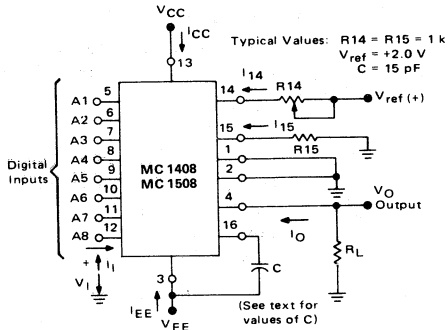 VCC
ICC
13
Typical Values: R14 = R15 = 1 k
Vref = +2.0 V
C = 15 pF
Digital Inputs
A1 5
A2 6
A3 7
A4 8
A5 9
A6 10
A7 11
A8 12
MC 1408
MC 1508
14
I14
R14
Vref (+)
15
I15
R15
1
2
4
VO
Output
IO
16
RL
C
(See text for
values of C)
+ II
VI
3
IEE
VEE